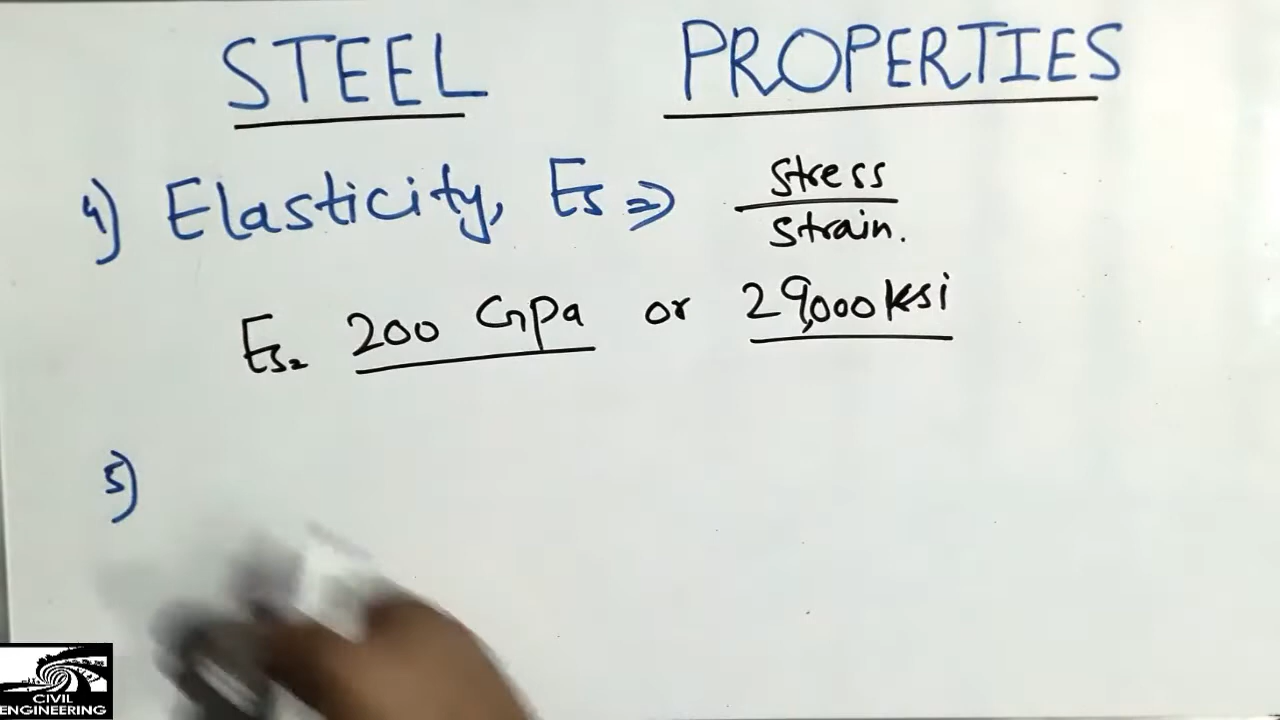 STEEL PROPERTIES
4) Elasticity, Es => stress
strain.
Es = 200 GPa or 29,000 ksi
5)
CIVIL
ENGINEERING